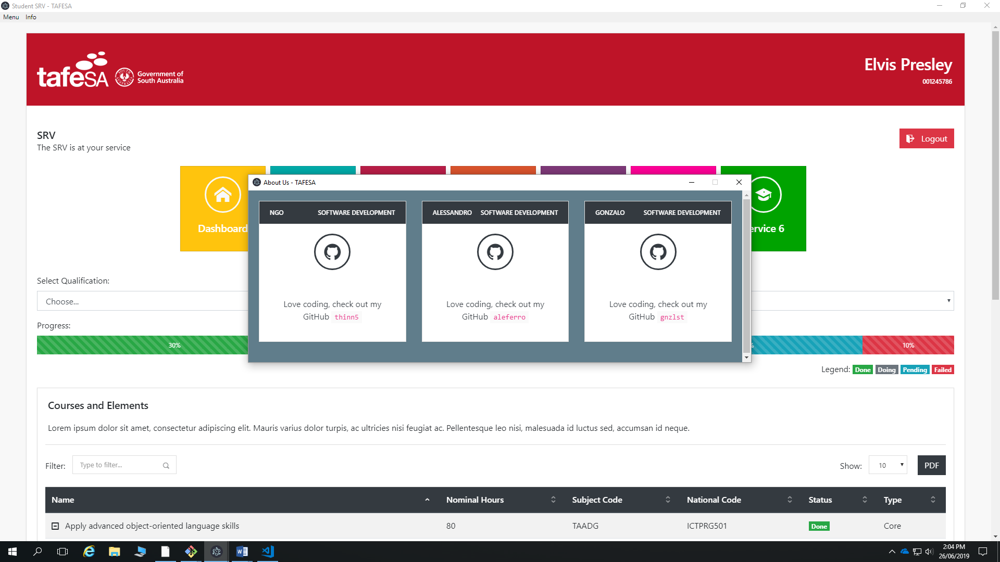 Student SRV - TAFESA
Menu Info
tafeSA
SOUTH AUSTRALIA
Government of
South Australia
Elvis Presley
001245786
SRV
The SRV is at your service
Logout
About Us - TAFESA
NGO SOFTWARE DEVELOPMENT
ALESSANDRO SOFTWARE DEVELOPMENT
GONZALO SOFTWARE DEVELOPMENT
Dashboard
ervice 6
Love coding, check out my
GitHub thinn5
Love coding, check out my
GitHub aleferro
Love coding, check out my
GitHub gnzlst
Select Qualification:
Choose...
Progress:
30%
%
10%
Legend: Done Doing Pending Failed
Courses and Elements
Lorem ipsum dolor sit amet, consectetur adipiscing elit. Mauris varius dolor turpis, ac ultricies nisi feugiat ac. Pellentesque leo nisi, malesuada id luctus sed, accumsan id neque.
Filter: Type to filter...
Show: 10 PDF
Name Nominal Hours Subject Code National Code Status Type
Apply advanced object-oriented language skills 80 TAADG ICTPRG501 Done Core
2:04 PM
26/06/2019